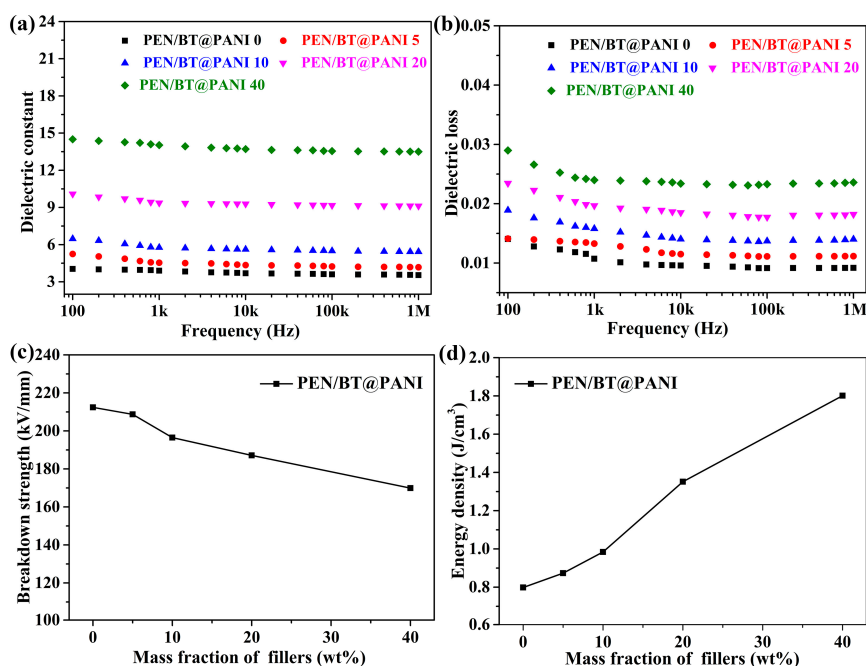 (a)
24
21
18
15
12
9
6
3
Dielectric constant
PEN/BT@PANI 0
PEN/BT@PANI 5
PEN/BT@PANI 10
PEN/BT@PANI 20
PEN/BT@PANI 40
100 1k 10k 100k 1M
Frequency (Hz)
(b)
0.05
0.04
0.03
0.02
0.01
Dielectric loss
PEN/BT@PANI 0
PEN/BT@PANI 5
PEN/BT@PANI 10
PEN/BT@PANI 20
PEN/BT@PANI 40
100 1k 10k 100k 1M
Frequency (Hz)
(c)
240
220
200
180
160
140
120
100
Breakdown strength (kV/mm)
PEN/BT@PANI
0 10 20 30 40
Mass fraction of fillers (wt%)
(d)
2.0
1.8
1.6
1.4
1.2
1.0
0.8
0.6
Energy density (J/cm³)
PEN/BT@PANI
0 10 20 30 40
Mass fraction of fillers (wt%)